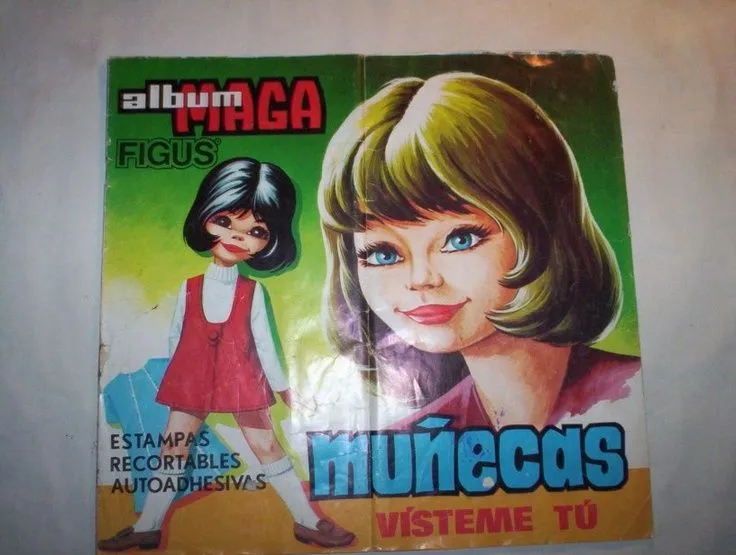 album MAGA
FIGUS
ESTAMPAS
RECORTABLES
AUTOADHESIVAS
muñecas
VÍSTEME TÚ